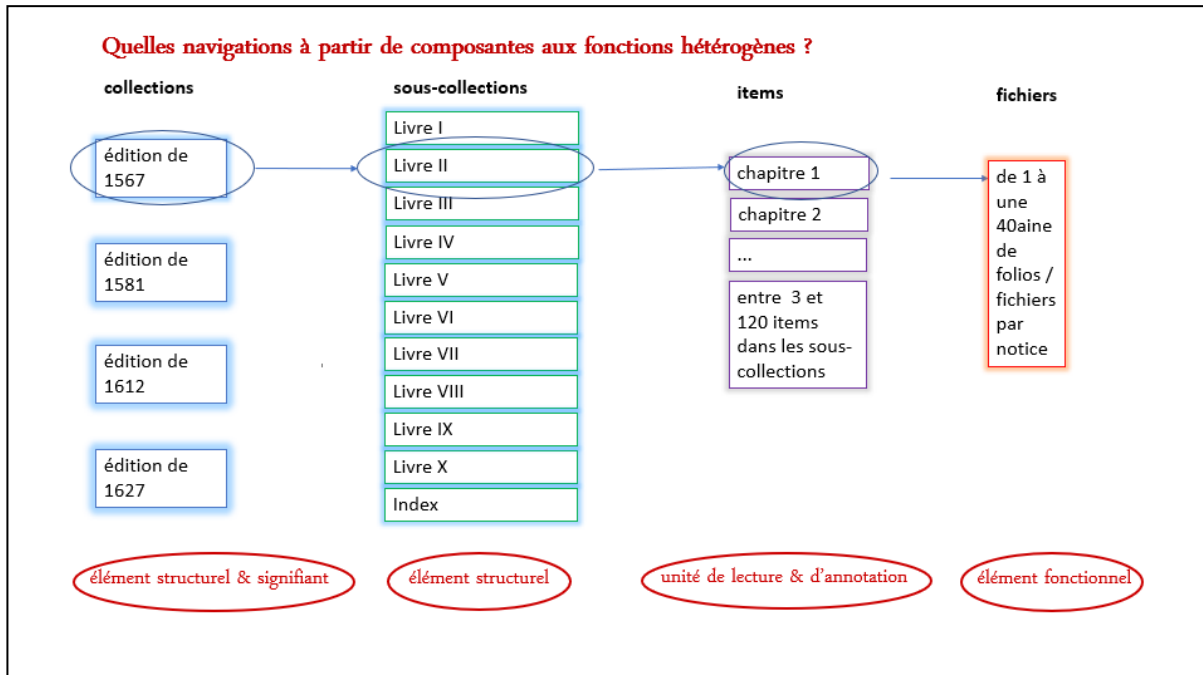 Quelles navigations à partir de composantes aux fonctions hétérogènes ?
collections
édition de
1567
édition de
1581
édition de
1612
édition de
1627
élément structurel & signifiant
sous-collections
Livre I
Livre II
Livre III
Livre IV
Livre V
Livre VI
Livre VII
Livre VIII
Livre IX
Livre X
Index
élément structurel
items
chapitre 1
chapitre 2
...
entre 3 et
120 items
dans les sous-
collections
unité de lecture & d'annotation
fichiers
de 1 à
une
40aine
de
folios /
fichiers
par
notice
élément fonctionnel